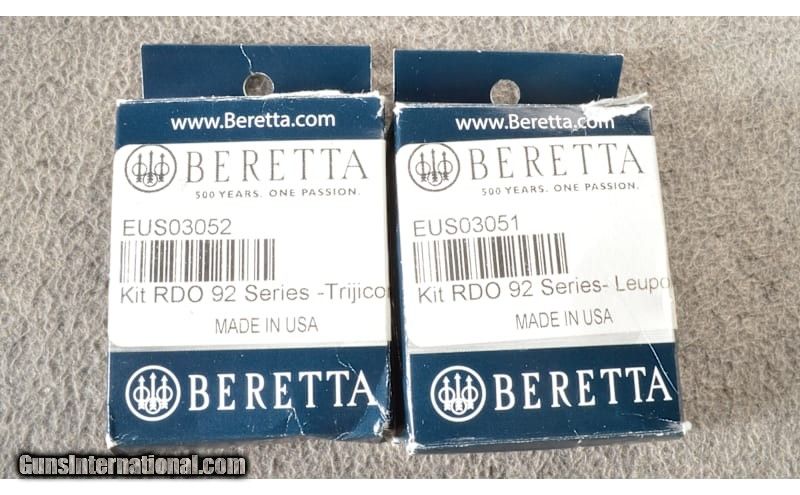 www.Beretta.com
BERETTA
500 YEARS. ONE PASSION.
EUS03052
Kit RDO 92 Series -Trijicon
MADE IN USA
BERETTA
www.Beretta.com
BERETTA
500 YEARS. ONE PASSION.
EUS03051
Kit RDO 92 Series- Leupo
MADE IN USA
BERETTA
GunsInternational.com